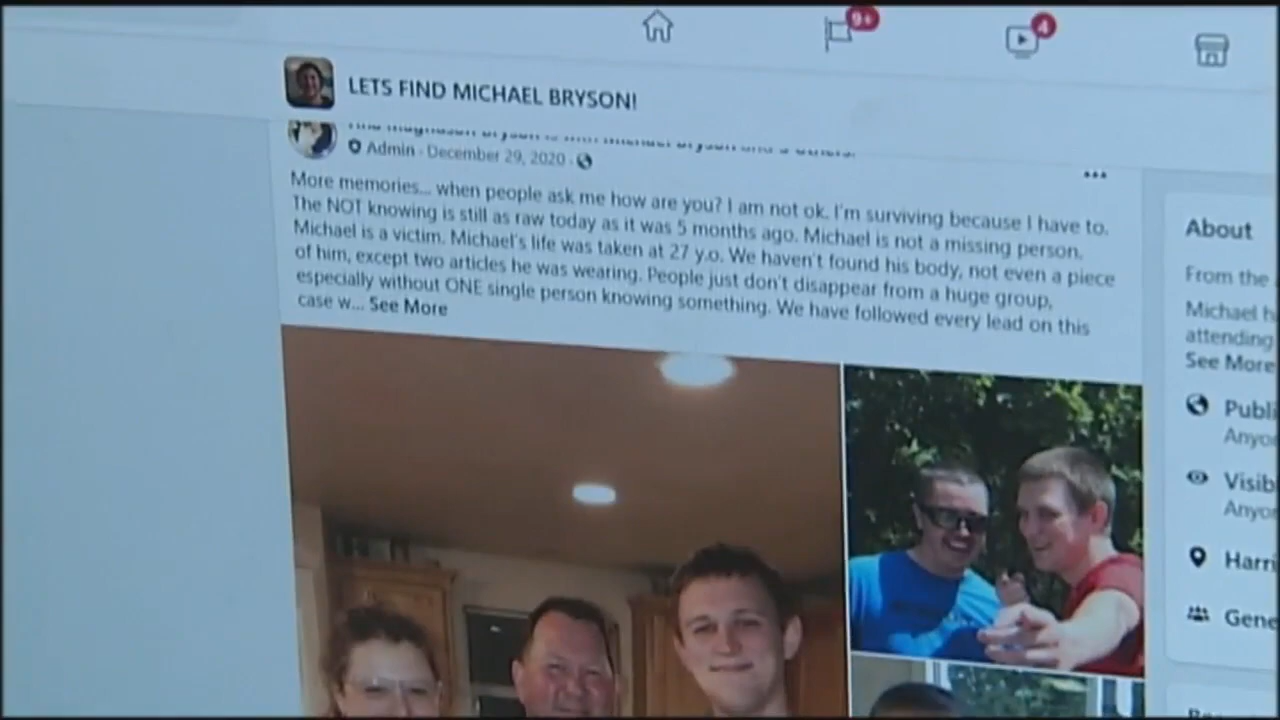 9+
4
LETS FIND MICHAEL BRYSON!
Admin · December 29, 2020 ·
More memories... when people ask me how are you? I am not ok. I'm surviving because I have to.
The NOT knowing is still as raw today as it was 5 months ago. Michael is not a missing person,
Michael is a victim. Michael's life was taken at 27 y.o. We haven't found his body, not even a piece
of him, except two articles he was wearing. People just don't disappear from a huge group,
especially without ONE single person knowing something. We have followed every lead on this
case w... See More
About
From the
Michael h
attending
See More
Publi
Anyo
Visib
Anyo
Harri
Gene